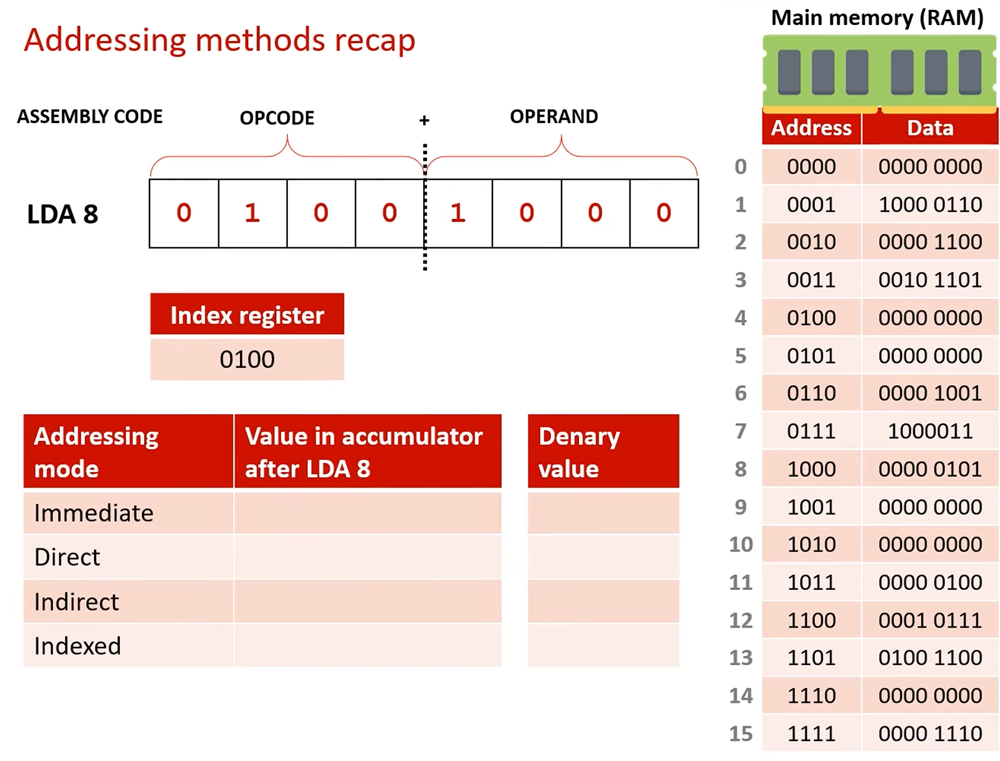 Addressing methods recap
ASSEMBLY CODE OPCODE + OPERAND
LDA 8 0 1 0 0 1 0 0 0
Index register
0100
Addressing mode Value in accumulator after LDA 8 Denary value
Immediate
Direct
Indirect
Indexed
Main memory (RAM)
Address Data
0 0000 0000 0000
1 0001 1000 0110
2 0010 0000 1100
3 0011 0010 1101
4 0100 0000 0000
5 0101 0000 0000
6 0110 0000 1001
7 0111 1000011
8 1000 0000 0101
9 1001 0000 0000
10 1010 0000 0000
11 1011 0000 0100
12 1100 0001 0111
13 1101 0100 1100
14 1110 0000 0000
15 1111 0000 1110